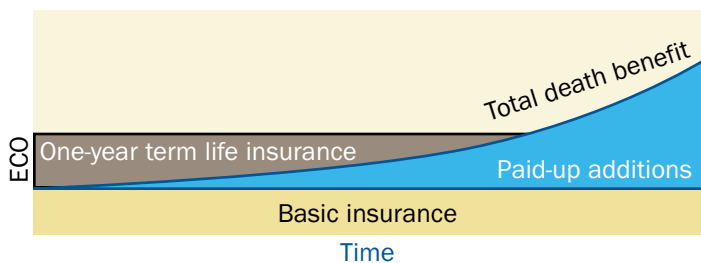 Total death benefit
ECO
One-year term life insurance
Paid-up additions
Basic insurance
Time